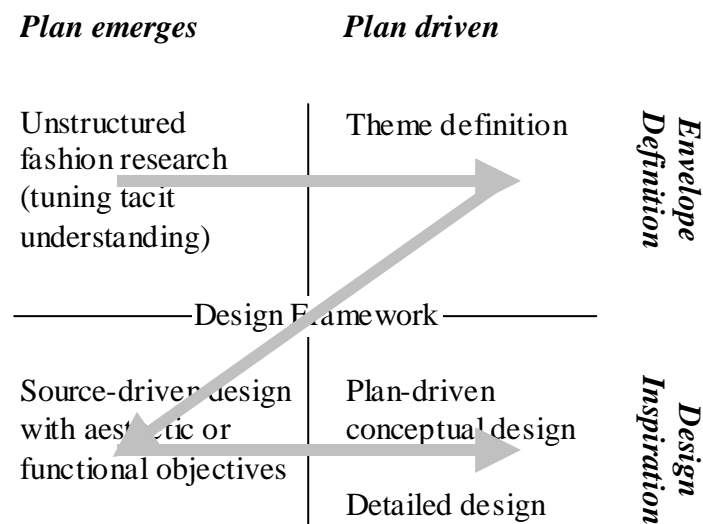 Plan emerges
Plan driven
Unstructured
fashion research
(tuning tacit
understanding)
Theme definition
Envelope
Definition
Design Framework
Source-driven design
with aesthetic or
functional objectives
Plan-driven
conceptual design
Detailed design
Design
Inspiration